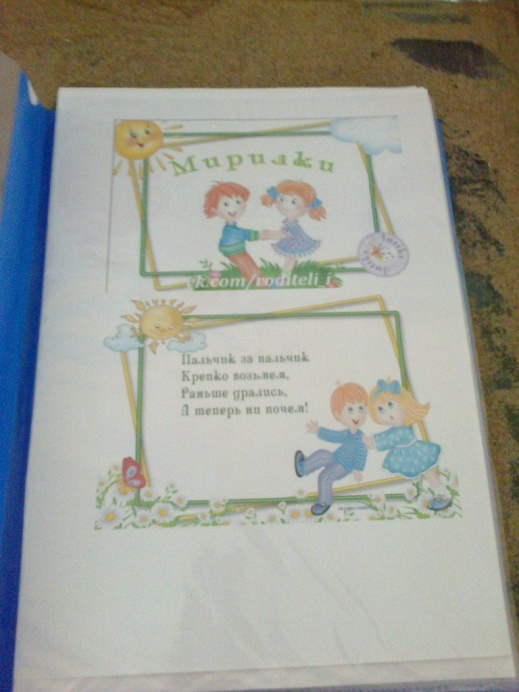 Мирилки
vk.com/roditeli_i
Пальчик за пальчик
Крепко возьмем,
Раньше дрались,
А теперь ни почем!